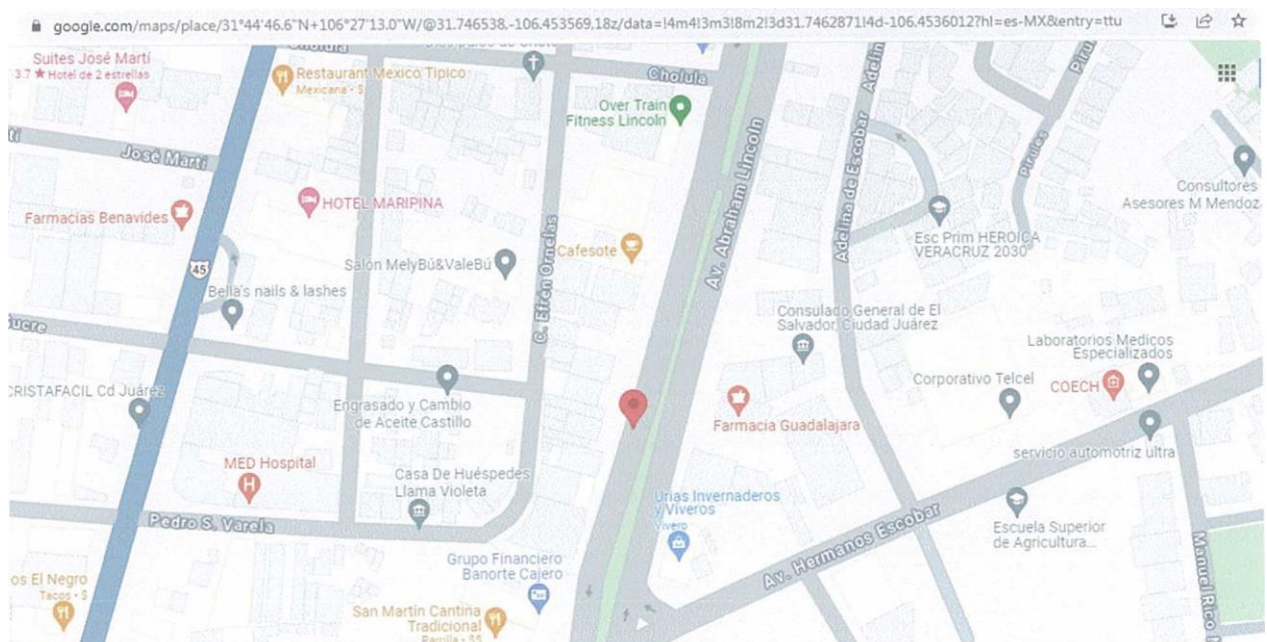 google.com/maps/place/31°44'46.6"N+106°27'13.0"W/@31.746538,-106.453569,18z/data=!4m4!3m3!8m2!3d31.7462871!4d-106.4536012?hl=es-MX&entry=ttu
Suites José Martí
3.7 ★ Hotel de 2 estrellas
Cholula
Restaurant Mexico Tipico
Mexicana • $
Cholula
Adelin
Pirul
Over Train
Fitness Lincoln
José Martí
Av. Abraham Lincoln
Adelina de Escobar
Pirules
Consultores
Asesores M Mendoz
HOTEL MARIPINA
Farmacias Benavides
Esc Prim HEROICA
VERACRUZ 2030
Cafesote
C. Efrén Ornelas
Salón MelyBú&ValeBú
45
Bella's nails & lashes
ucre
Consulado General de El
Salvador, Ciudad Juárez
Laboratorios Medicos
Especializados
CRISTAFACIL Cd Juárez
Corporativo Telcel
COECH
Engrasado y Cambio
de Aceite Castillo
Farmacia Guadalajara
servicio automotriz ultra
MED Hospital
H
Casa De Huéspedes
Llama Violeta
Urias Invernaderos
y Viveros
Vivero
Pedro S. Varela
Av. Hermanos Escobar
Escuela Superior
de Agricultura...
Manuel Rico
Grupo Financiero
Banorte Cajero
os El Negro
Tacos • $
San Martín Cantina
Tradicional
Parrilla • $$